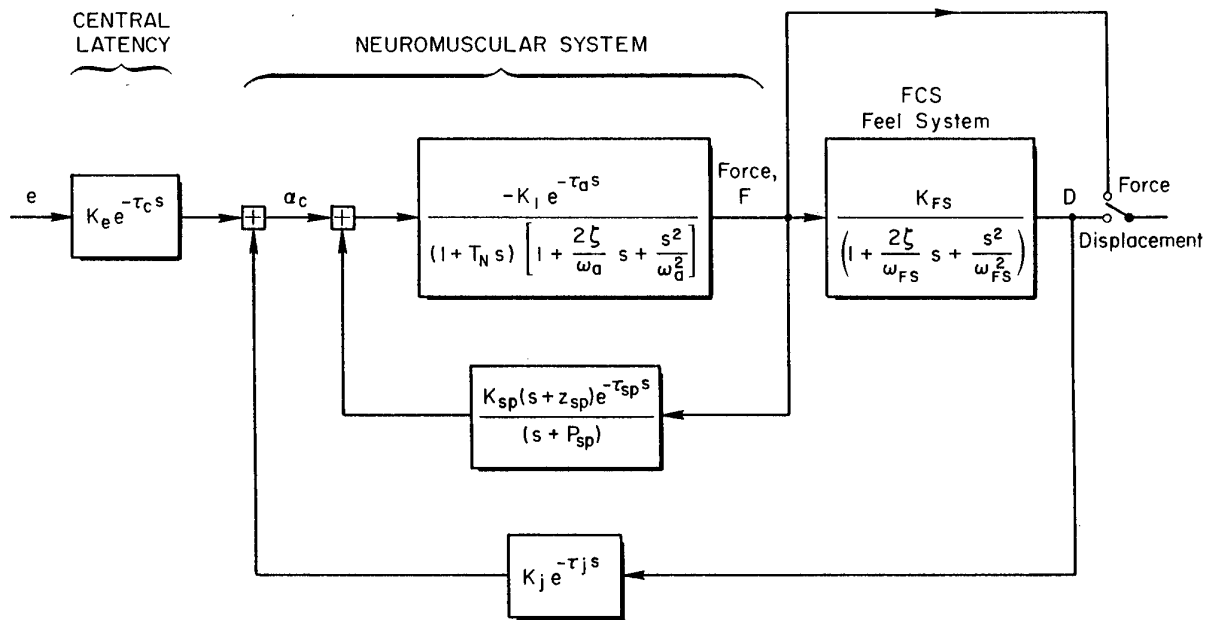 CENTRAL
LATENCY
NEUROMUSCULAR SYSTEM
FCS
Feel System
e
K_e e^{-τ_c s}
+
α_c
+
-K_1 e^{-τ_a s}
(1 + T_N s) [1 + 2ζ/ω_a s + s²/ω_a²]
Force,
F
K_FS
(1 + 2ζ/ω_FS s + s²/ω_FS²)
D
Force
Displacement
K_sp(s + z_sp)e^{-τ_sp s}
(s + P_sp)
K_j e^{-τ_j s}